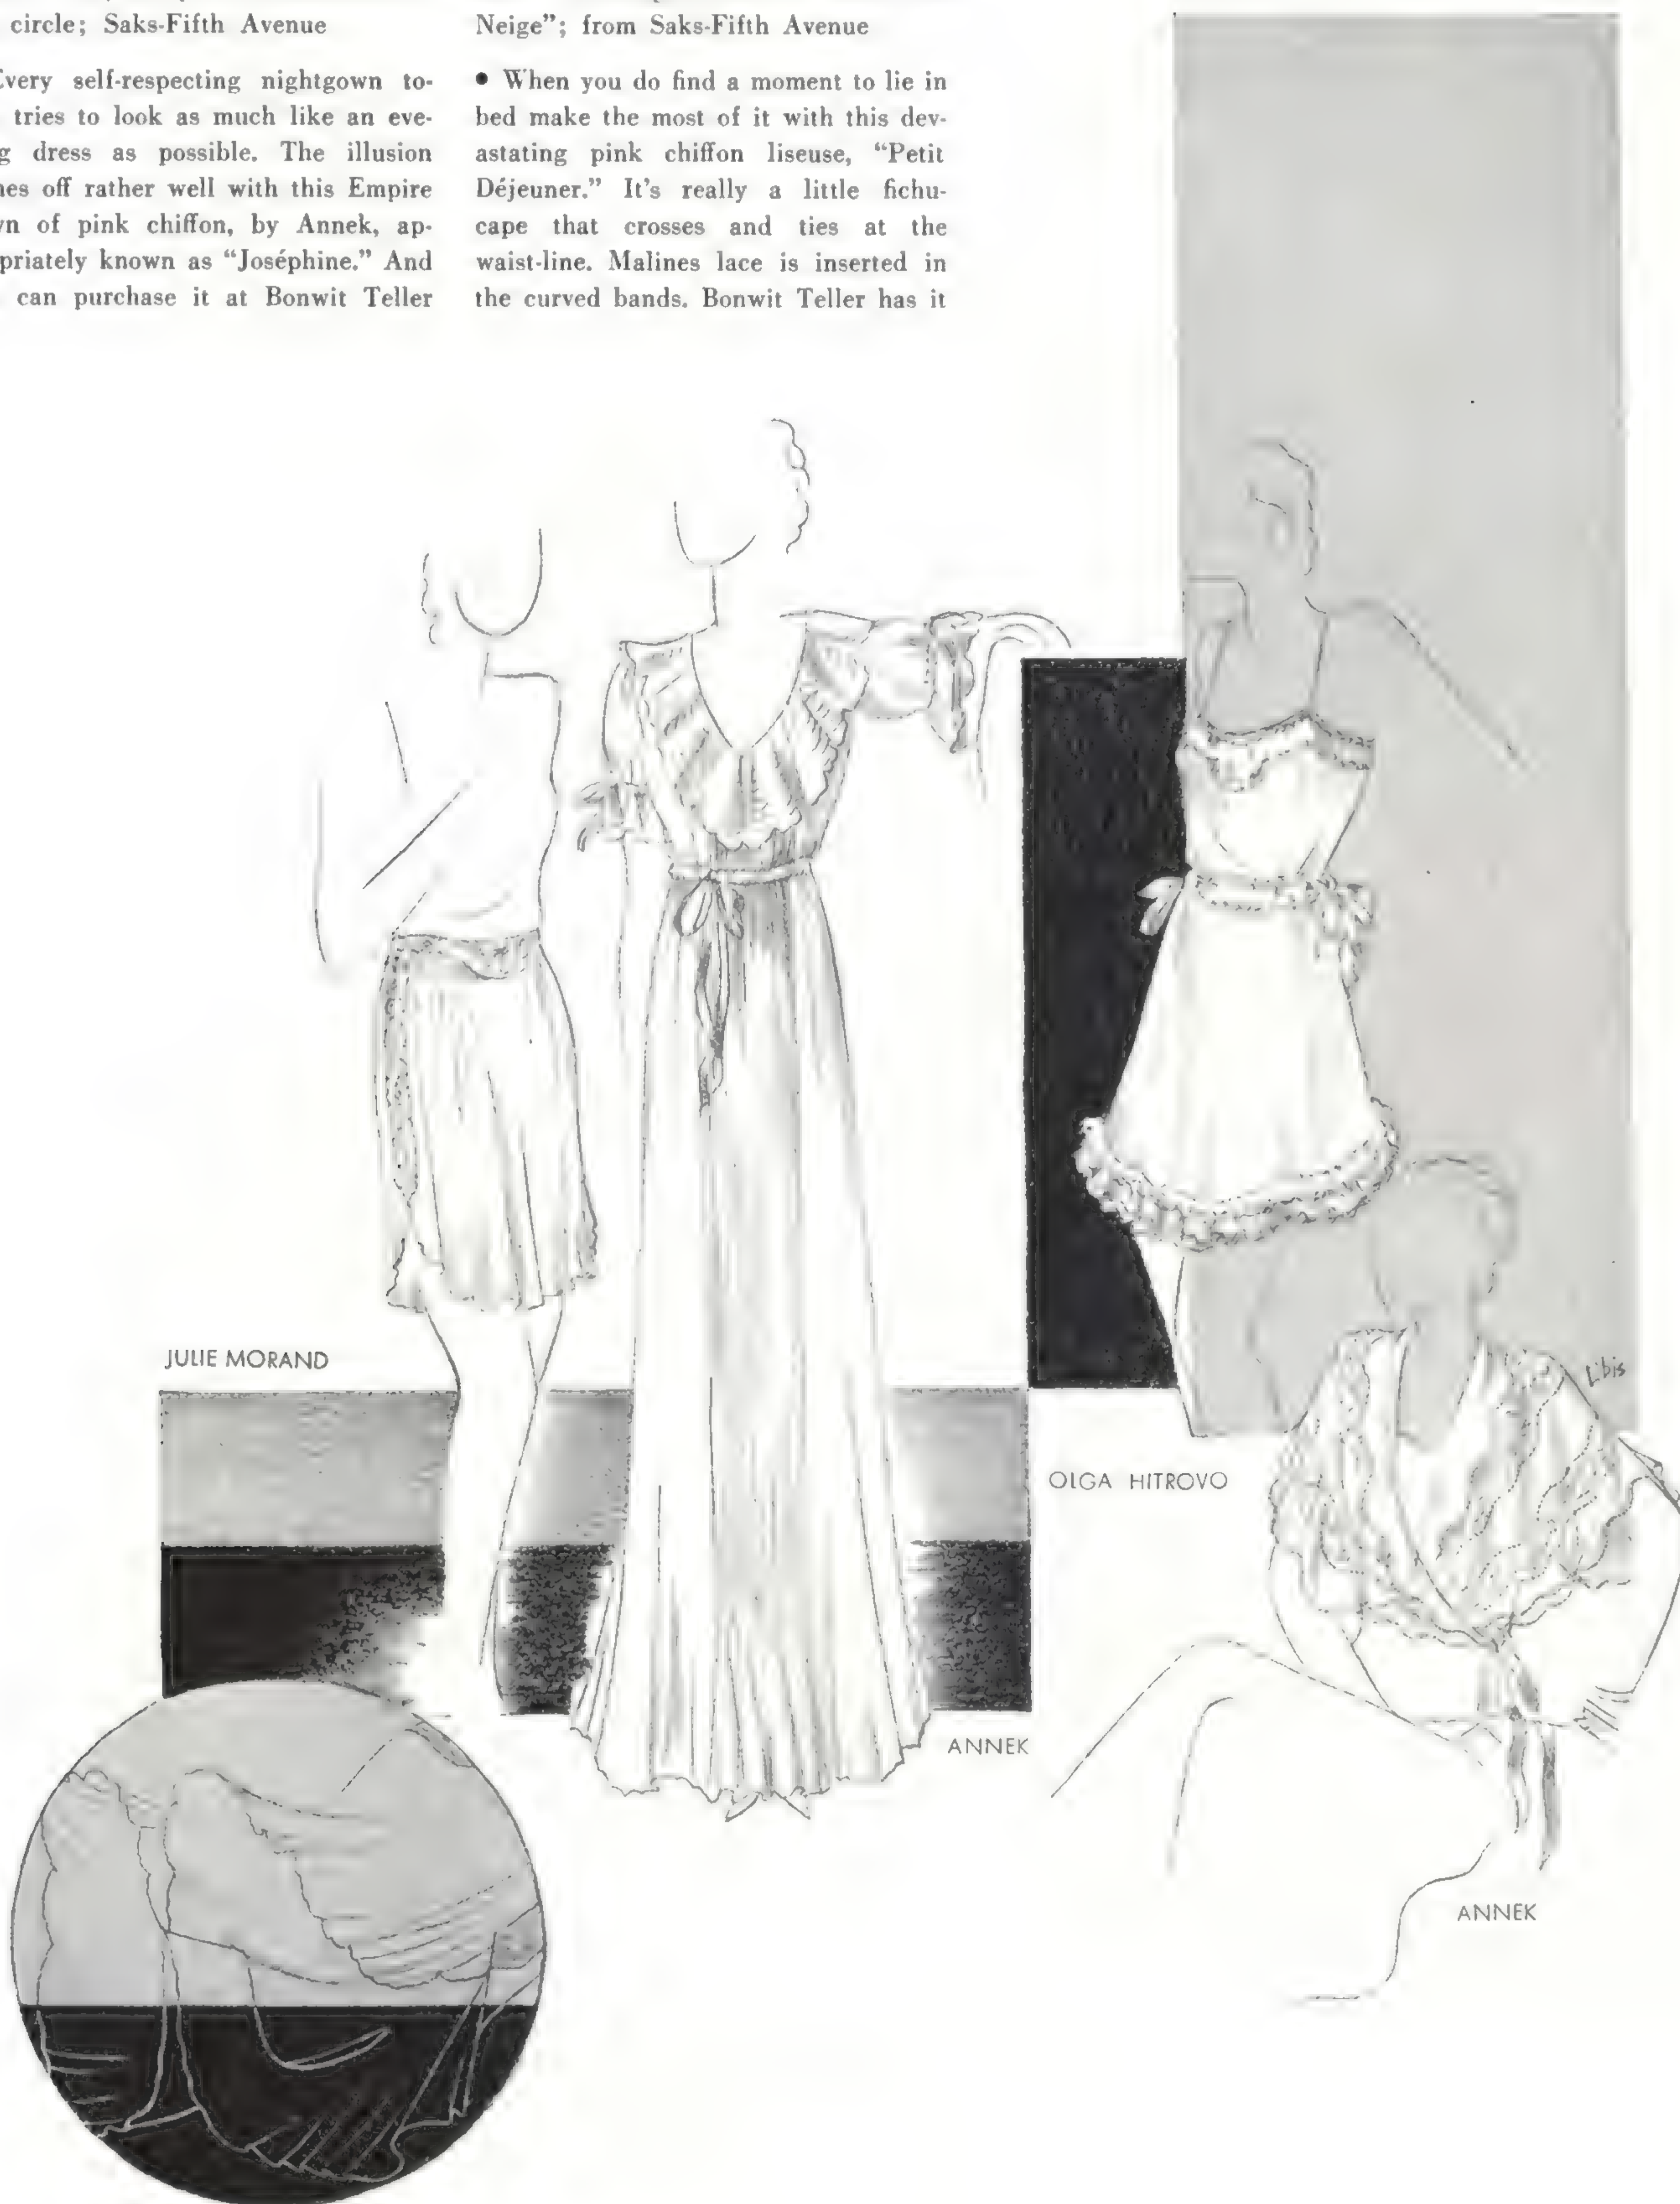 circle; Saks-Fifth Avenue
very self-respecting nightgown to-
tries to look as much like an eve-
g dress as possible. The illusion
nes off rather well with this Empire
n of pink chiffon, by Annek, ap-
priately known as “Joséphine.” And
can purchase it at Bonwit Teller
Neige”; from Saks-Fifth Avenue
• When you do find a moment to lie in
bed make the most of it with this dev-
astating pink chiffon liseuse, “Petit
Déjeuner.” It’s really a little fichu-
cape that crosses and ties at the
waist-line. Malines lace is inserted in
the curved bands. Bonwit Teller has it
JULIE MORAND
Libis
OLGA HITROVO
ANNEK
ANNEK